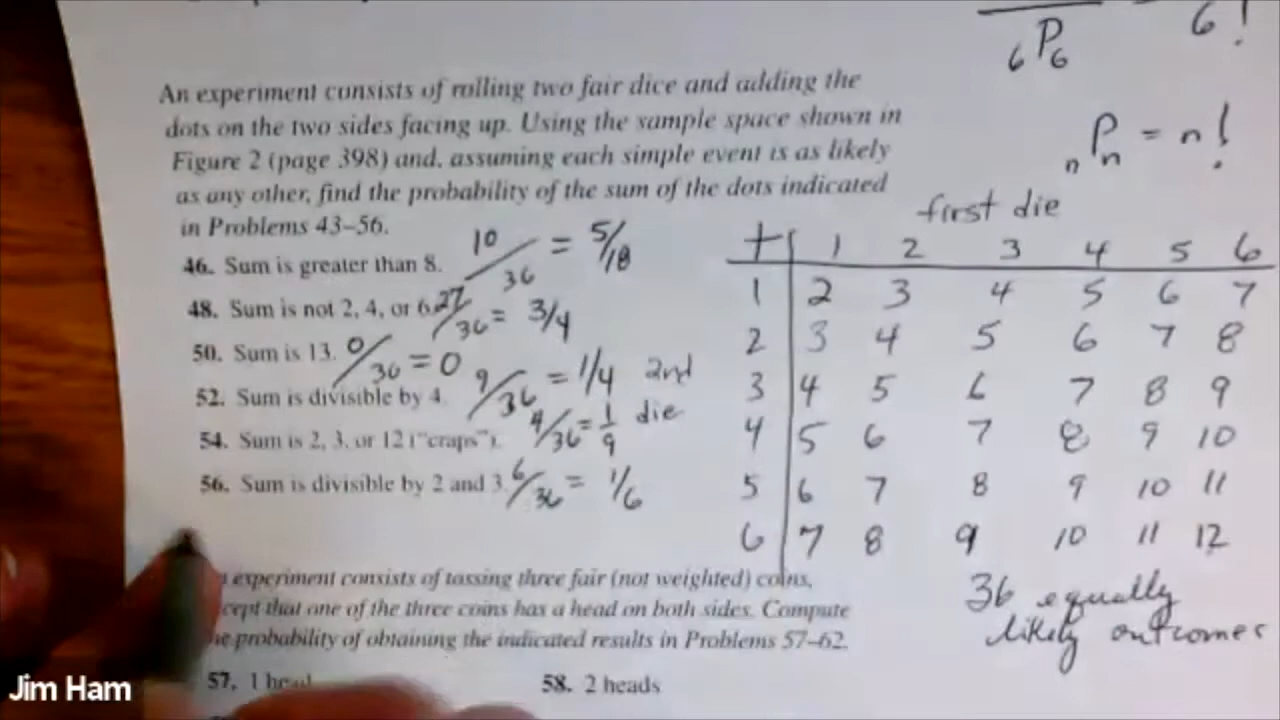 6P6
6!
An experiment consists of rolling two fair dice and adding the
dots on the two sides facing up. Using the sample space shown in
Figure 2 (page 398) and, assuming each simple event is as likely
as any other, find the probability of the sum of the dots indicated
in Problems 43–56.
nPn = n!
46. Sum is greater than 8. 10/36 = 5/18
48. Sum is not 2, 4, or 6. 27/36 = 3/4
50. Sum is 13. 0/36 = 0
52. Sum is divisible by 4. 9/36 = 1/4
54. Sum is 2, 3, or 12 ("craps"). 4/36 = 1/9
56. Sum is divisible by 2 and 3. 6/36 = 1/6
first die
2nd
die
+ 1 2 3 4 5 6
1 2 3 4 5 6 7
2 3 4 5 6 7 8
3 4 5 6 7 8 9
4 5 6 7 8 9 10
5 6 7 8 9 10 11
6 7 8 9 10 11 12
36 equally
likely outcomes
experiment consists of tossing three fair (not weighted) coins,
cept that one of the three coins has a head on both sides. Compute
he probability of obtaining the indicated results in Problems 57–62.
57. 1 head
58. 2 heads
Jim Ham